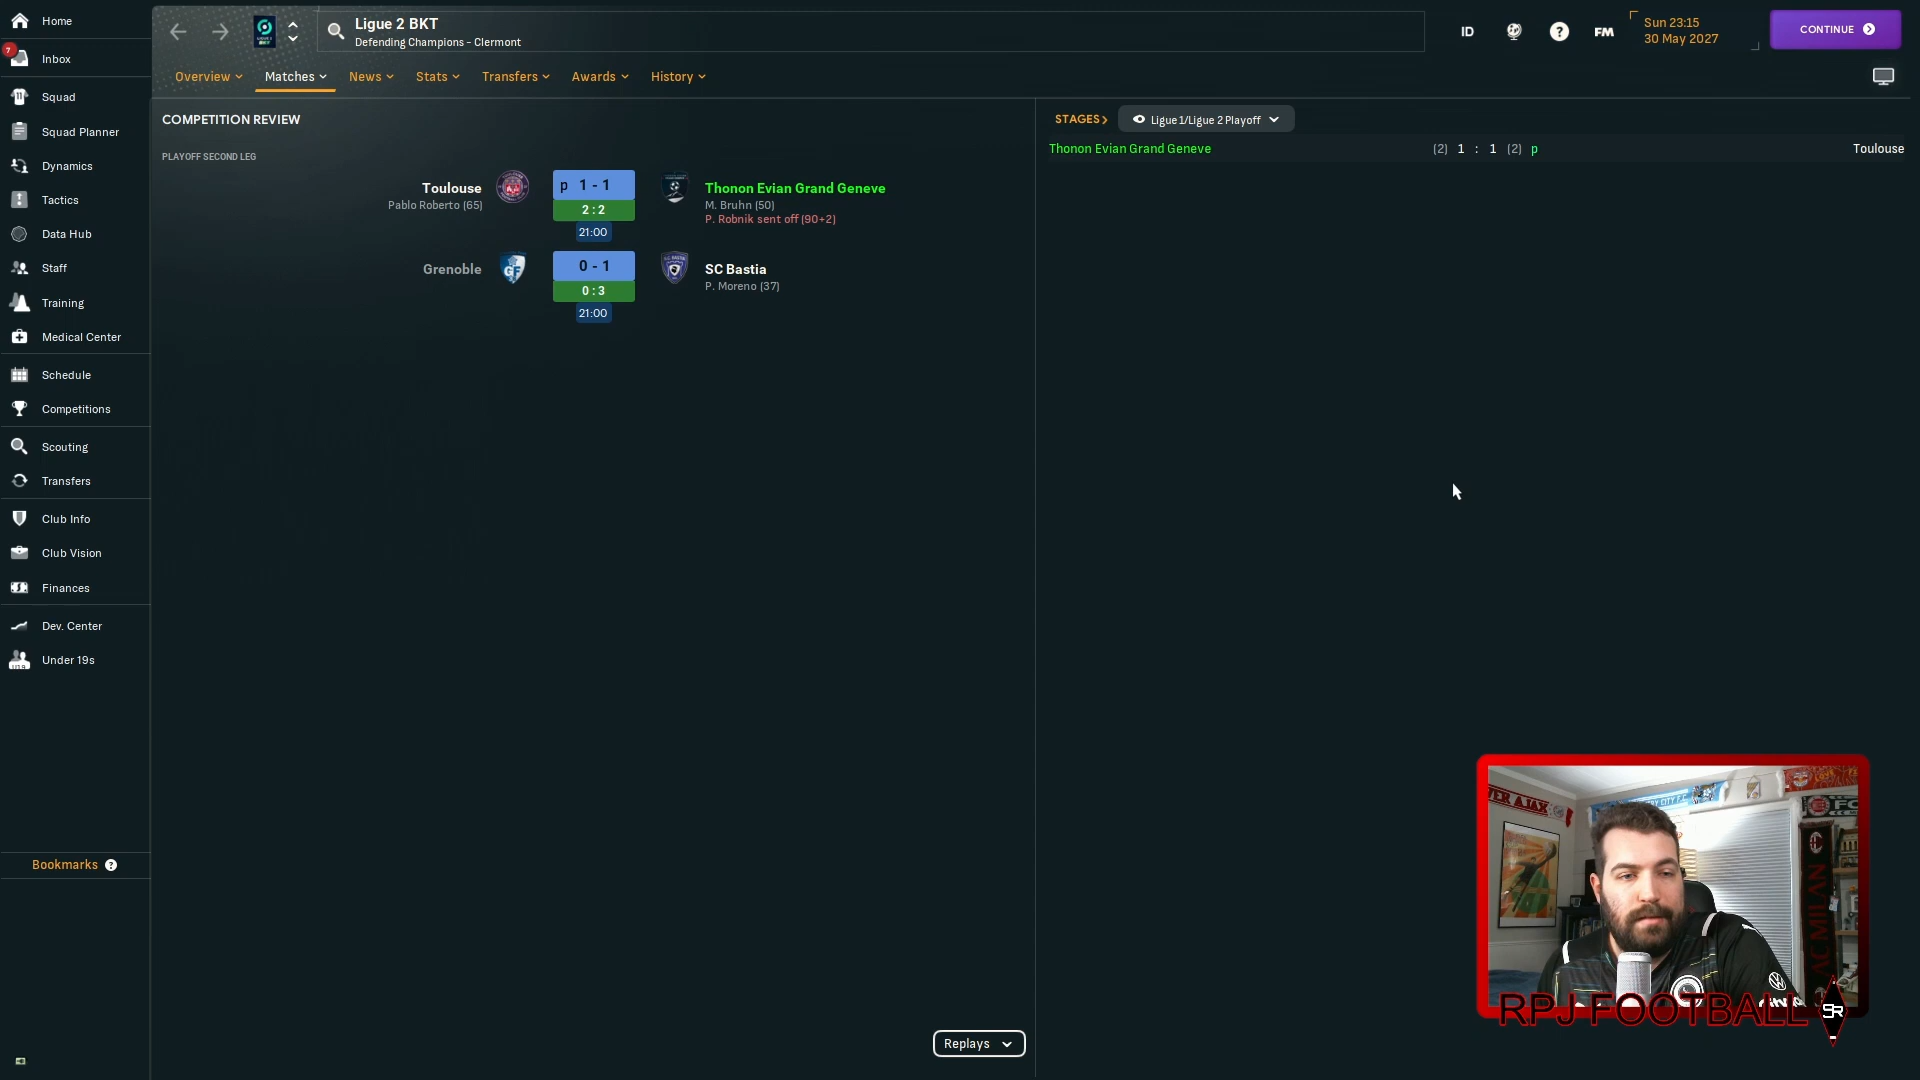 Home
Ligue 2 BKT
Defending Champions - Clermont
ID
?
FM
Sun 23:15
30 May 2027
CONTINUE
7
Inbox
Overview
Matches
News
Stats
Transfers
Awards
History
Squad
Squad Planner
Dynamics
Tactics
Data Hub
Staff
Training
Medical Center
Schedule
Competitions
Scouting
Transfers
Club Info
Club Vision
Finances
Dev. Center
Under 19s
Bookmarks ?
COMPETITION REVIEW
PLAYOFF SECOND LEG
Toulouse
Pablo Roberto (65)
p 1 - 1
2 : 2
21:00
Thonon Evian Grand Geneve
M. Bruhn (50)
P. Robnik sent off (90+2)
Grenoble
0 - 1
0 : 3
21:00
SC Bastia
P. Moreno (37)
Replays
STAGES
Ligue 1/Ligue 2 Playoff
Thonon Evian Grand Geneve (2) 1 : 1 (2) p Toulouse
VER AJAX
AC MILAN
RPJ FOOTBALL